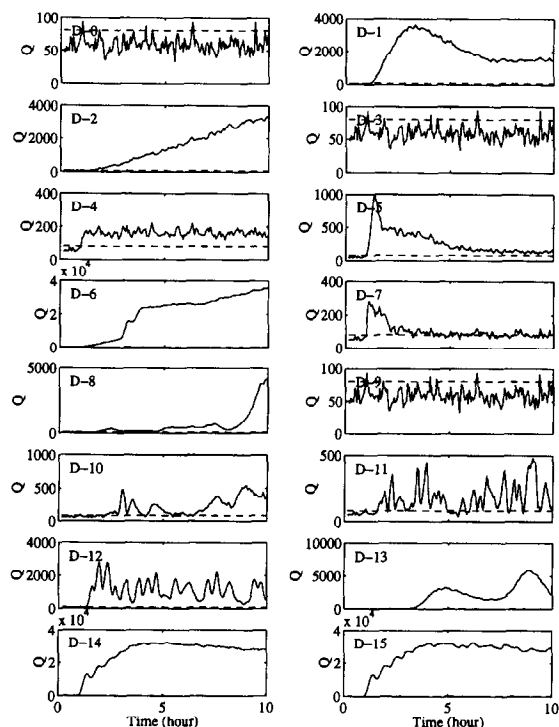 100
D-0
Q
50
0
4000
D-1
Q
2000
0
4000
D-2
Q
2000
0
100
D-3
Q
50
0
400
D-4
Q
200
0
1000
D-5
Q
500
0
x 10^4
4
D-6
Q
2
0
400
D-7
Q
200
0
5000
D-8
Q
0
100
D-9
Q
50
0
1000
D-10
Q
500
0
500
D-11
Q
0
4000
D-12
Q
2000
0
10000
D-13
Q
5000
0
x 10^4
4
D-14
Q
2
0
0 5 10
Time (hour)
x 10^4
4
D-15
Q
2
0
0 5 10
Time (hour)